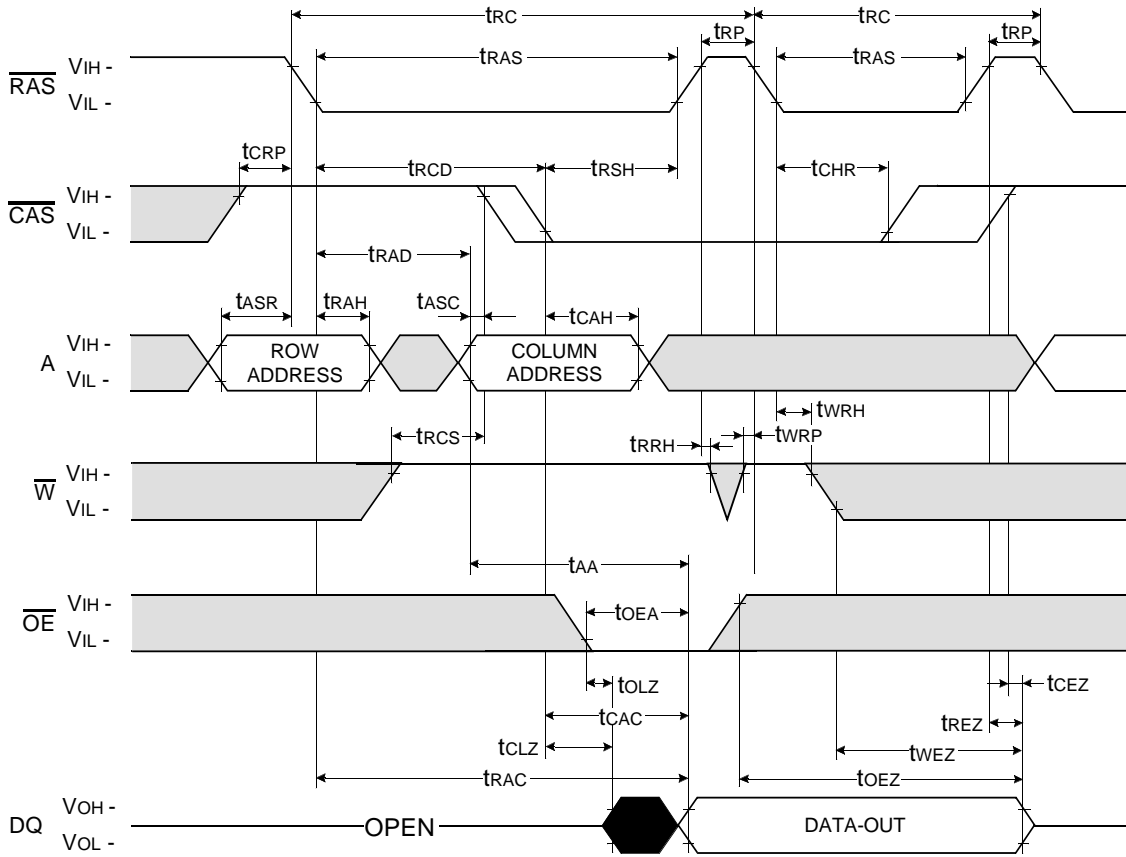 tRC tRC
tRP tRP
tRAS tRAS
RAS VIH -
VIL -
tCRP tRCD tRSH tCHR
CAS VIH -
VIL -
tRAD
tASR tRAH tASC tCAH
A VIH -
VIL -
ROW
ADDRESS
COLUMN
ADDRESS
tWRH
tRCS tRRH tWRP
W VIH -
VIL -
tAA
OE VIH -
VIL -
tOEA
tOLZ tCEZ
tCAC tREZ
tCLZ tWEZ
tRAC tOEZ
DQ VOH -
VOL -
OPEN DATA-OUT